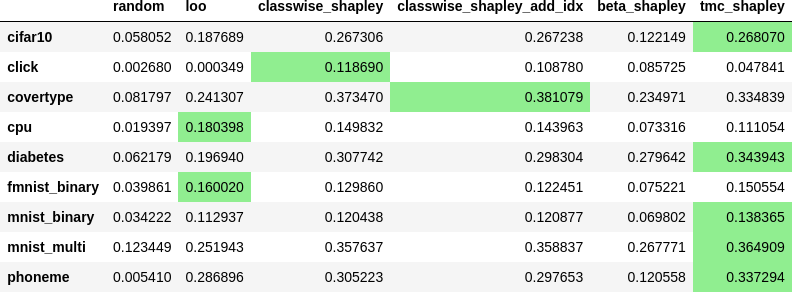 random loo classwise_shapley classwise_shapley_add_idx beta_shapley tmc_shapley
cifar10 0.058052 0.187689 0.267306 0.267238 0.122149 0.268070
click 0.002680 0.000349 0.118690 0.108780 0.085725 0.047841
covertype 0.081797 0.241307 0.373470 0.381079 0.234971 0.334839
cpu 0.019397 0.180398 0.149832 0.143963 0.073316 0.111054
diabetes 0.062179 0.196940 0.307742 0.298304 0.279642 0.343943
fmnist_binary 0.039861 0.160020 0.129860 0.122451 0.075221 0.150554
mnist_binary 0.034222 0.112937 0.120438 0.120877 0.069802 0.138365
mnist_multi 0.123449 0.251943 0.357637 0.358837 0.267771 0.364909
phoneme 0.005410 0.286896 0.305223 0.297653 0.120558 0.337294